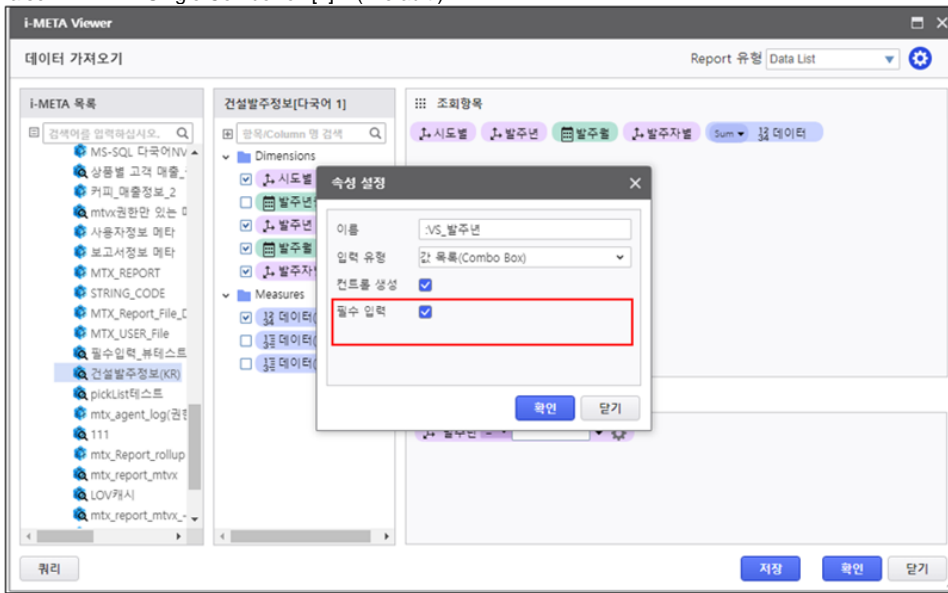 i-META Viewer
데이터 가져오기
Report 유형 Data List
i-META 목록
검색어를 입력하십시오.
MS-SQL 다국어NV
상품별 고객 매출_
커피_매출정보_2
mtvx권한만 있는
사용자정보 메타
보고서정보 메타
MTX_REPORT
STRING_CODE
MTX_Report_File_
MTX_USER_File
필수입력_뷰테스트
건설발주정보(KR)
pickList테스트
mtx_agent_log(권한
111
mtx_Report_rollup
mtx_report_mtvx
LOV캐시
mtx_report_mtvx_-
쿼리
건설발주정보[다국어 1]
항목/Column 명 검색
Dimensions
시도별
발주년
발주년
발주월
발주자
Measures
데이터(
데이터(
데이터(
조회항목
시도별 발주년 발주월 발주자별 Sum 데이터
속성 설정
이름 :VS_발주년
입력 유형 값 목록(Combo Box)
컨트롤 생성
필수 입력
확인 닫기
발주년 =
저장 확인 닫기